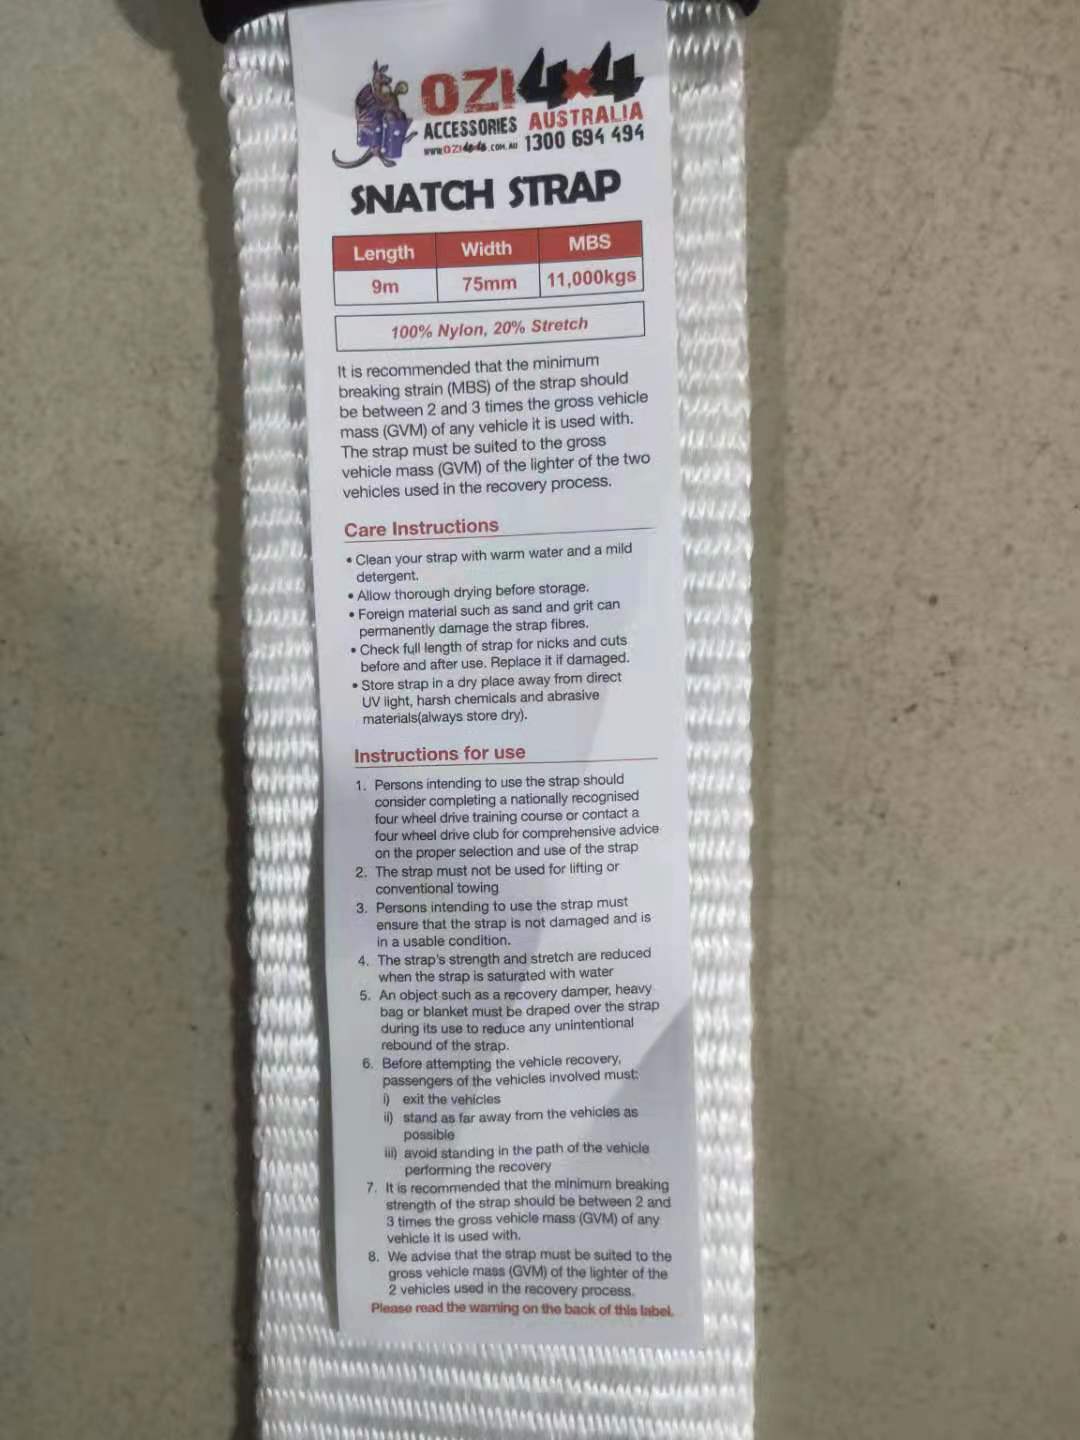 OZI 4x4
ACCESSORIES AUSTRALIA
www.OZI4x4.COM.AU 1300 694 494
SNATCH STRAP
Length Width MBS
9m 75mm 11,000kgs
100% Nylon, 20% Stretch
It is recommended that the minimum
breaking strain (MBS) of the strap should
be between 2 and 3 times the gross vehicle
mass (GVM) of any vehicle it is used with.
The strap must be suited to the gross
vehicle mass (GVM) of the lighter of the two
vehicles used in the recovery process.
Care Instructions
• Clean your strap with warm water and a mild
detergent.
• Allow thorough drying before storage.
• Foreign material such as sand and grit can
permanently damage the strap fibres.
• Check full length of strap for nicks and cuts
before and after use. Replace it if damaged.
• Store strap in a dry place away from direct
UV light, harsh chemicals and abrasive
materials(always store dry).
Instructions for use
1. Persons intending to use the strap should
consider completing a nationally recognised
four wheel drive training course or contact a
four wheel drive club for comprehensive advice
on the proper selection and use of the strap
2. The strap must not be used for lifting or
conventional towing
3. Persons intending to use the strap must
ensure that the strap is not damaged and is
in a usable condition.
4. The strap's strength and stretch are reduced
when the strap is saturated with water
5. An object such as a recovery damper, heavy
bag or blanket must be draped over the strap
during its use to reduce any unintentional
rebound of the strap.
6. Before attempting the vehicle recovery,
passengers of the vehicles involved must:
i) exit the vehicles
ii) stand as far away from the vehicles as
possible
iii) avoid standing in the path of the vehicle
performing the recovery
7. It is recommended that the minimum breaking
strength of the strap should be between 2 and
3 times the gross vehicle mass (GVM) of any
vehicle it is used with.
8. We advise that the strap must be suited to the
gross vehicle mass (GVM) of the lighter of the
2 vehicles used in the recovery process.
Please read the warning on the back of this label.